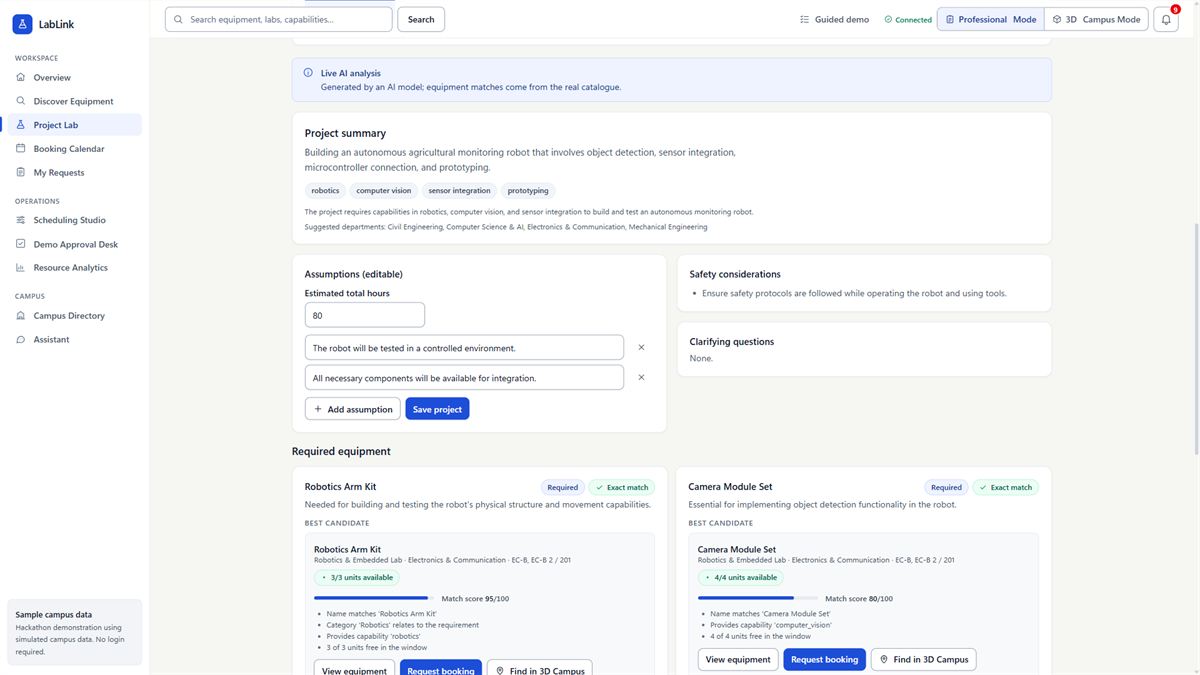 LabLink
Search equipment, labs, capabilities...
Search
Guided demo
Connected
Professional Mode
3D Campus Mode
9
WORKSPACE
Overview
Discover Equipment
Project Lab
Booking Calendar
My Requests
OPERATIONS
Scheduling Studio
Demo Approval Desk
Resource Analytics
CAMPUS
Campus Directory
Assistant
Sample campus data
Hackathon demonstration using
simulated campus data. No login
required.
Live AI analysis
Generated by an AI model; equipment matches come from the real catalogue.
Project summary
Building an autonomous agricultural monitoring robot that involves object detection, sensor integration,
microcontroller connection, and prototyping.
robotics
computer vision
sensor integration
prototyping
The project requires capabilities in robotics, computer vision, and sensor integration to build and test an autonomous monitoring robot.
Suggested departments: Civil Engineering, Computer Science & AI, Electronics & Communication, Mechanical Engineering
Assumptions (editable)
Estimated total hours
80
The robot will be tested in a controlled environment.
All necessary components will be available for integration.
+ Add assumption
Save project
Safety considerations
• Ensure safety protocols are followed while operating the robot and using tools.
Clarifying questions
None.
Required equipment
Robotics Arm Kit
Required
✓ Exact match
Needed for building and testing the robot's physical structure and movement capabilities.
BEST CANDIDATE
Robotics Arm Kit
Robotics & Embedded Lab · Electronics & Communication · EC-B, EC-B 2 / 201
• 3/3 units available
Match score 95/100
• Name matches 'Robotics Arm Kit'
• Category 'Robotics' relates to the requirement
• Provides capability 'robotics'
• 3 of 3 units free in the window
View equipment
Request booking
Find in 3D Campus
Camera Module Set
Required
✓ Exact match
Essential for implementing object detection functionality in the robot.
BEST CANDIDATE
Camera Module Set
Robotics & Embedded Lab · Electronics & Communication · EC-B, EC-B 2 / 201
• 4/4 units available
Match score 80/100
• Name matches 'Camera Module Set'
• Provides capability 'computer_vision'
• 4 of 4 units free in the window
View equipment
Request booking
Find in 3D Campus